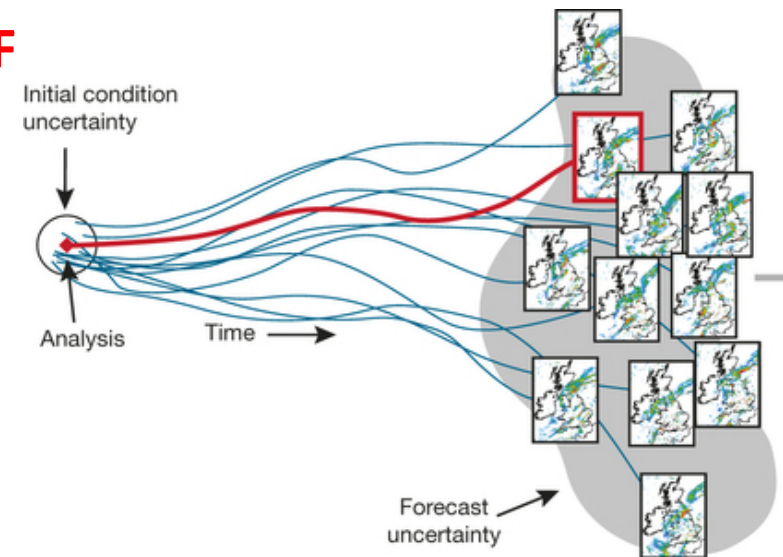 F
Initial condition
uncertainty
Analysis
Time
Forecast
uncertainty